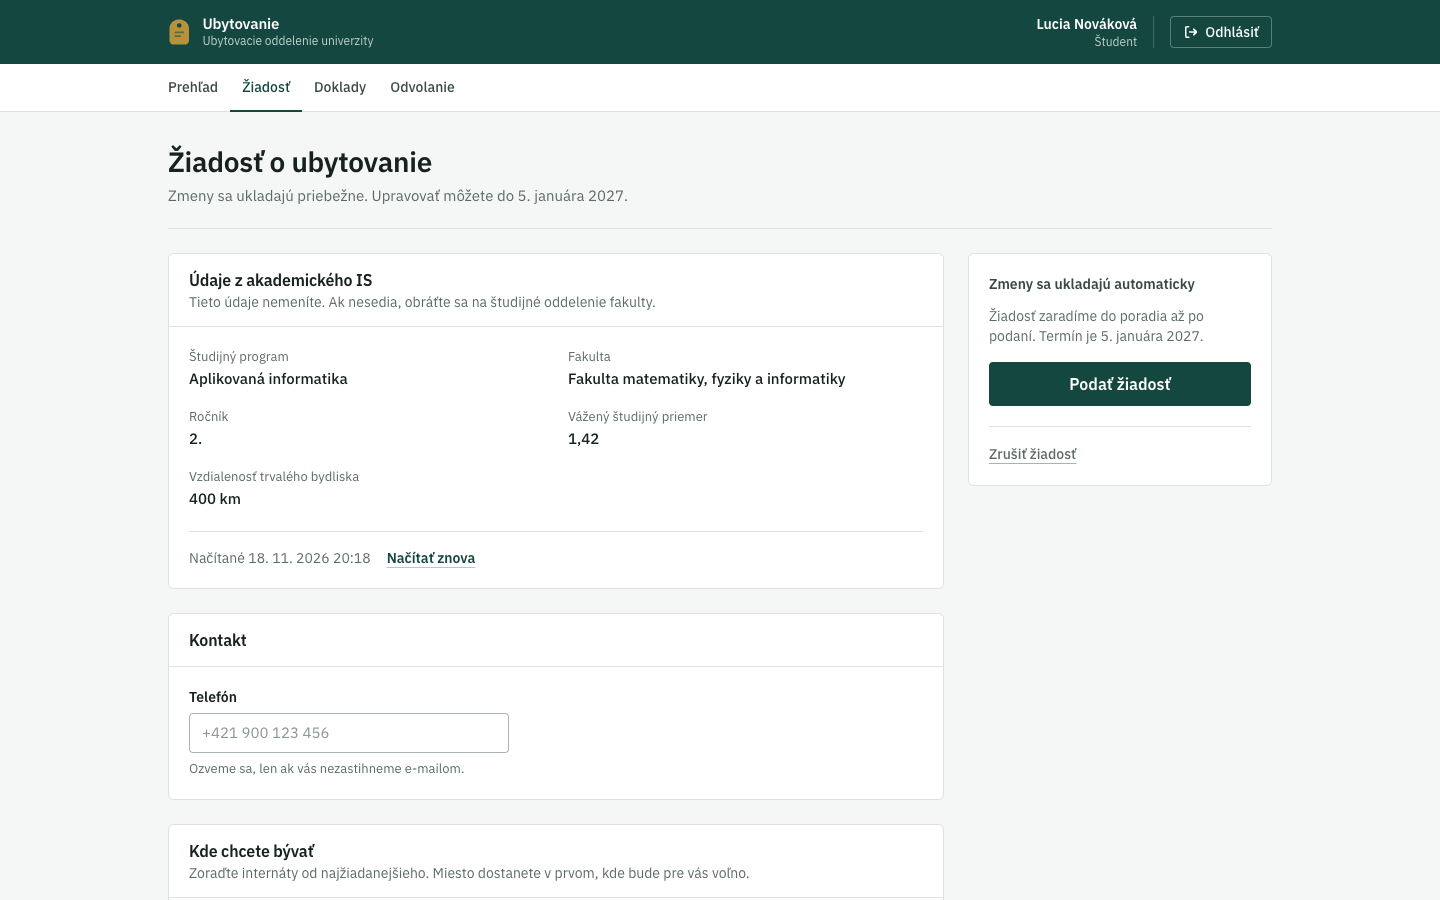 Ubytovanie
Ubytovacie oddelenie univerzity
Lucia Nováková
Študent
Odhlásiť
Prehľad
Žiadosť
Doklady
Odvolanie
Žiadosť o ubytovanie
Zmeny sa ukladajú priebežne. Upravovať môžete do 5. januára 2027.
Údaje z akademického IS
Tieto údaje nemeníte. Ak nesedia, obráťte sa na študijné oddelenie fakulty.
Študijný program
Aplikovaná informatika
Fakulta
Fakulta matematiky, fyziky a informatiky
Ročník
2.
Vážený študijný priemer
1,42
Vzdialenosť trvalého bydliska
400 km
Načítané 18. 11. 2026 20:18
Načítať znova
Kontakt
Telefón
+421 900 123 456
Ozveme sa, len ak vás nezastihneme e-mailom.
Kde chcete bývať
Zoraďte internáty od najžiadanejšieho. Miesto dostanete v prvom, kde bude pre vás voľno.
Zmeny sa ukladajú automaticky
Žiadosť zaradíme do poradia až po
podaní. Termín je 5. januára 2027.
Podať žiadosť
Zrušiť žiadosť